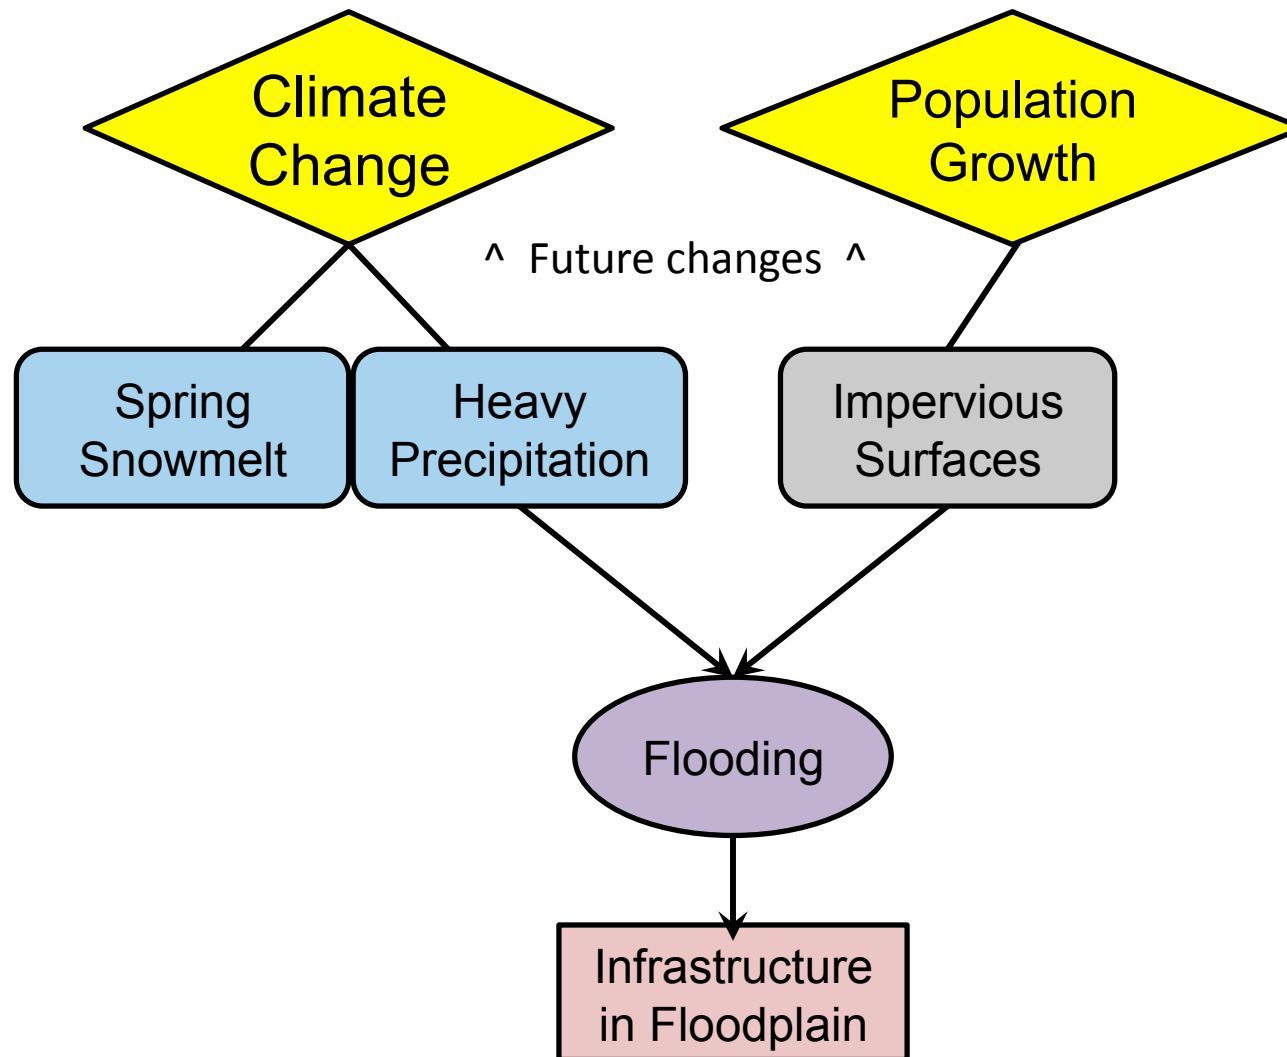 Climate
Change
Population
Growth
^ Future changes ^
Spring
Snowmelt
Heavy
Precipitation
Impervious
Surfaces
Flooding
Infrastructure
in Floodplain